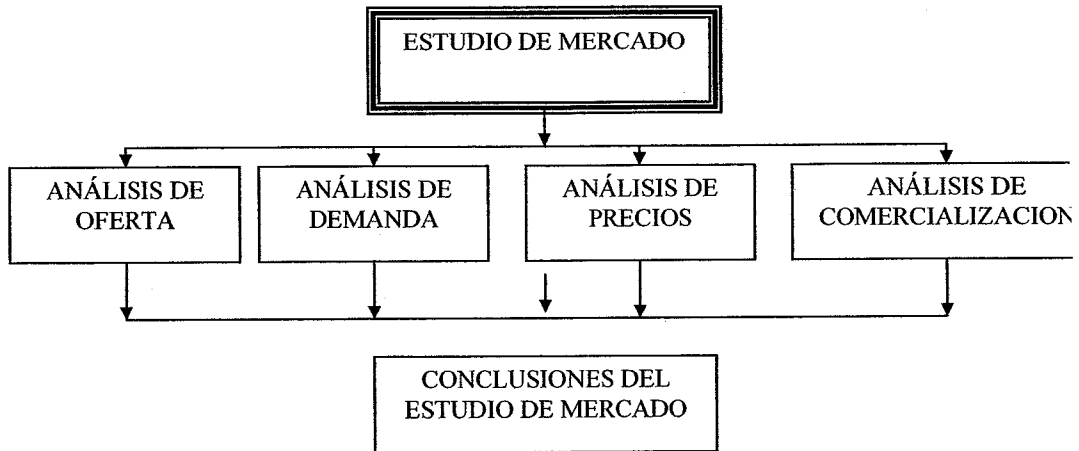 ESTUDIO DE MERCADO
ANÁLISIS DE
OFERTA
ANÁLISIS DE
DEMANDA
ANÁLISIS DE
PRECIOS
ANÁLISIS DE
COMERCIALIZACION
CONCLUSIONES DEL
ESTUDIO DE MERCADO